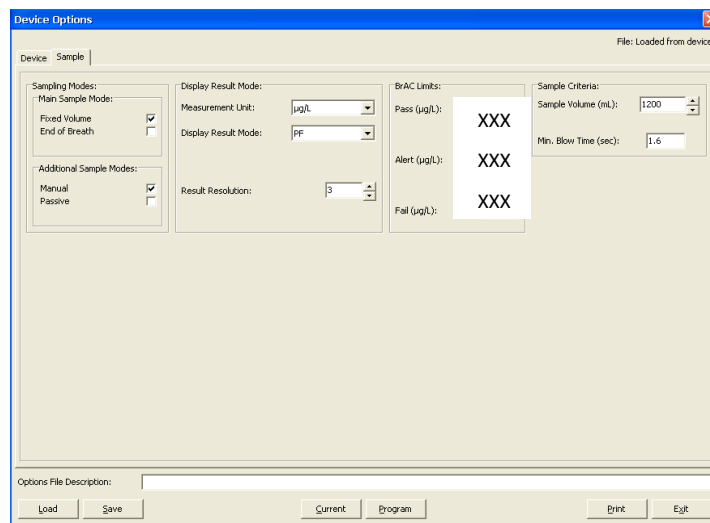 Device Options
File: Loaded from device
Device Sample
Sampling Modes:
Main Sample Mode:
Fixed Volume
End of Breath
Additional Sample Modes:
Manual
Passive
Display Result Mode:
Measurement Unit: µg/L
Display Result Mode: PF
Result Resolution: 3
BrAC Limits:
Pass (µg/L): XXX
Alert (µg/L): XXX
Fail (µg/L): XXX
Sample Criteria:
Sample Volume (mL): 1200
Min. Blow Time (sec): 1.6
Options File Description:
Load Save Current Program Print Exit